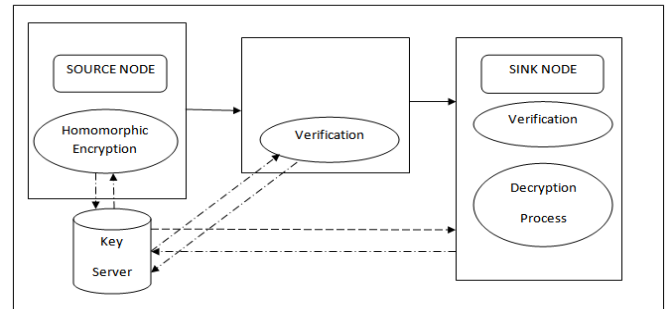 SOURCE NODE
Homomorphic
Encryption
Verification
SINK NODE
Verification
Decryption
Process
Key
Server